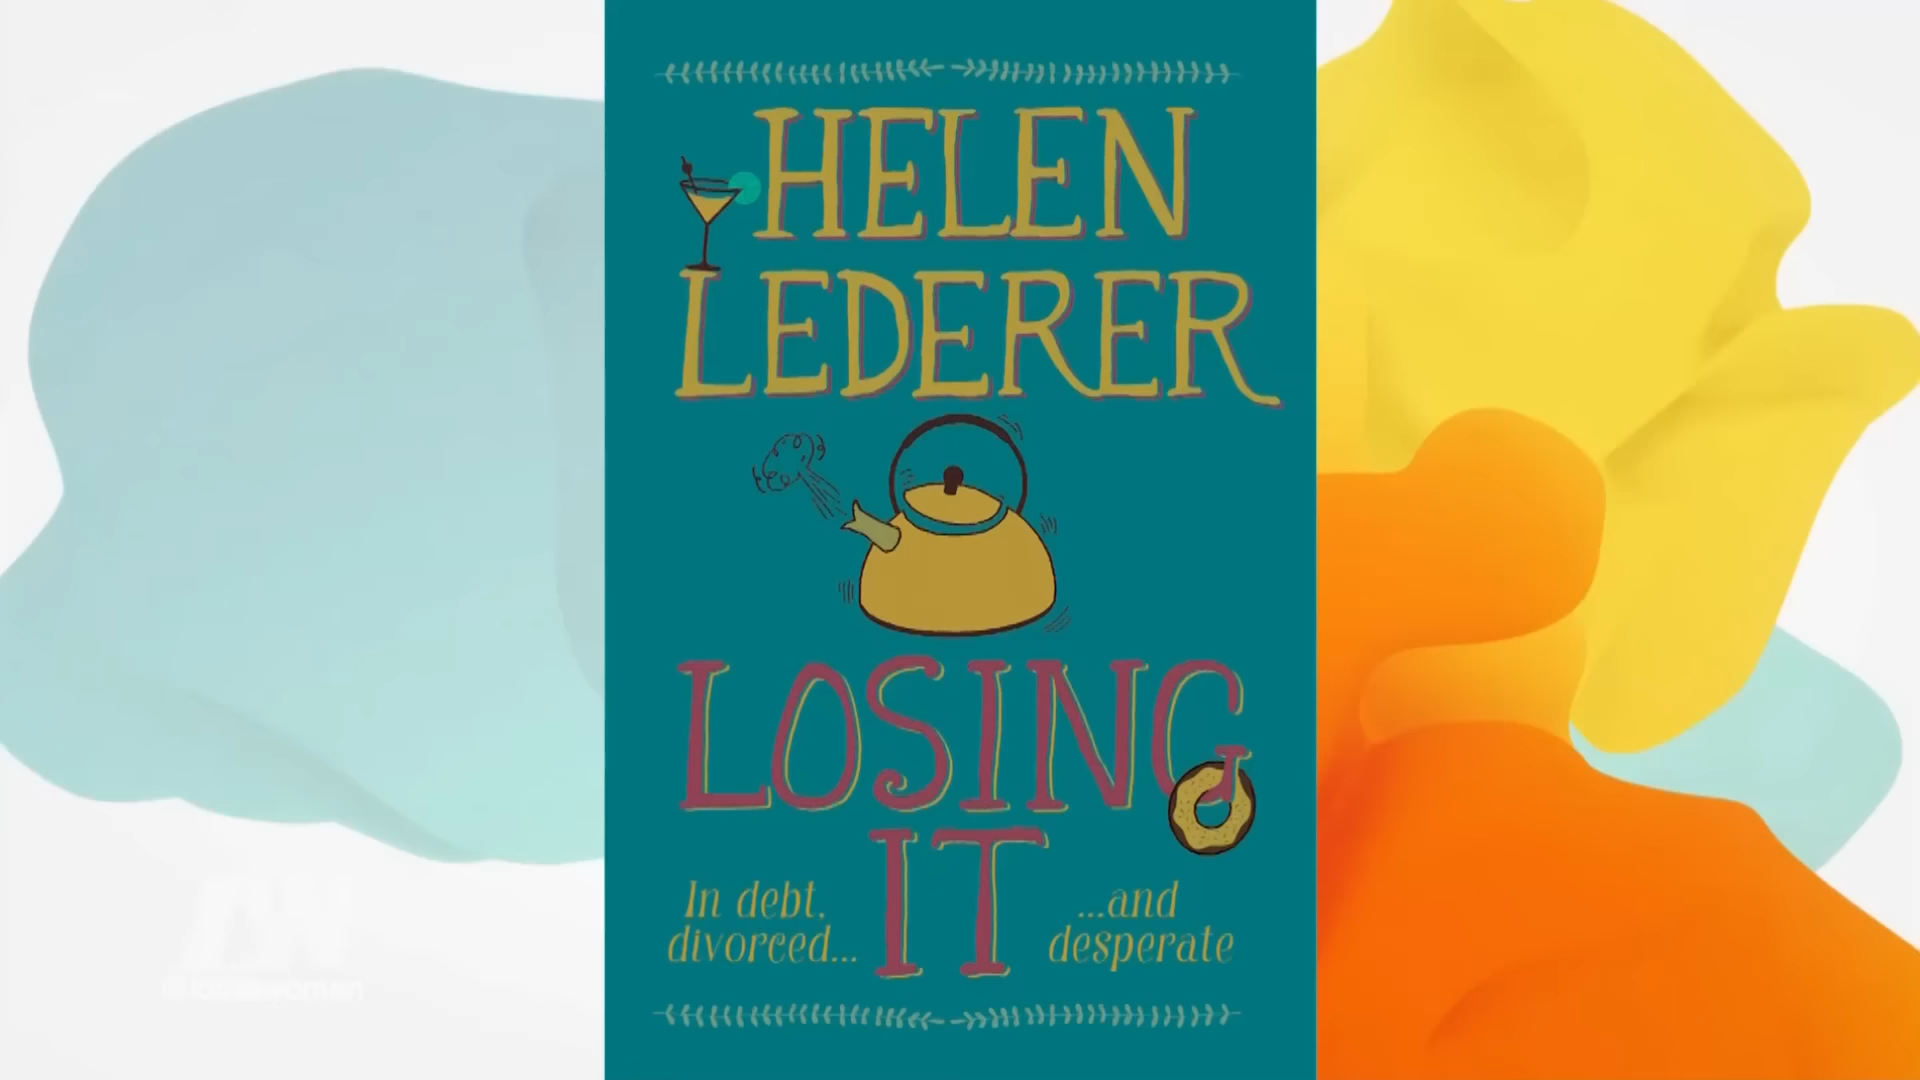 HELEN
LEDERER
LOSING
IT
In debt,
divorced...
...and
desperate